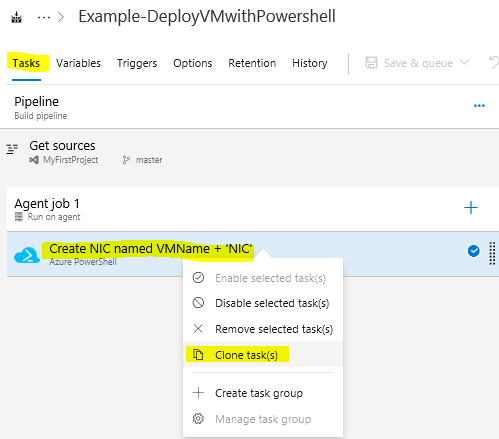 ··· > Example-DeployVMwithPowershell
Tasks Variables Triggers Options Retention History Save & queue
Pipeline
Build pipeline
Get sources
MyFirstProject master
Agent job 1
Run on agent
Create NIC named VMName + 'NIC'
Azure PowerShell
Enable selected task(s)
Disable selected task(s)
Remove selected task(s)
Clone task(s)
Create task group
Manage task group